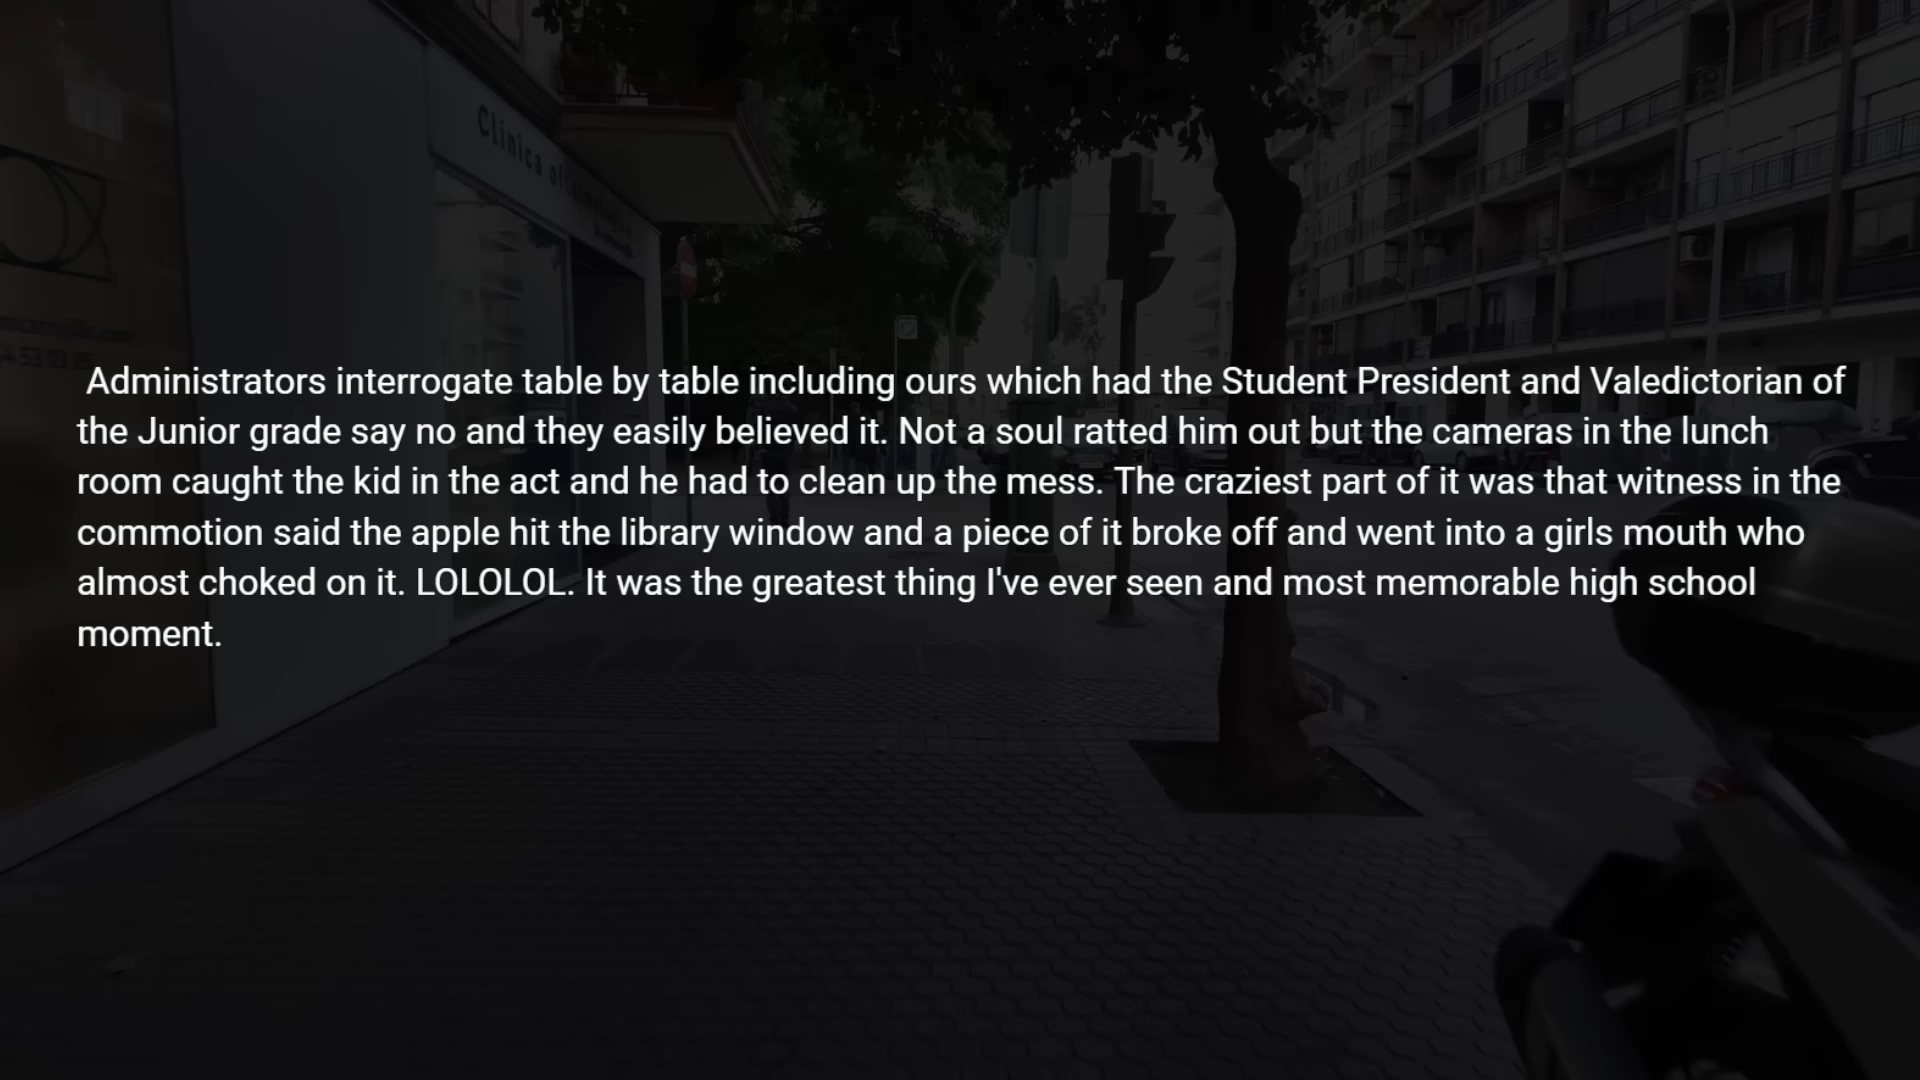 Clinica
Administrators interrogate table by table including ours which had the Student President and Valedictorian of
the Junior grade say no and they easily believed it. Not a soul ratted him out but the cameras in the lunch
room caught the kid in the act and he had to clean up the mess. The craziest part of it was that witness in the
commotion said the apple hit the library window and a piece of it broke off and went into a girls mouth who
almost choked on it. LOLOLOL. It was the greatest thing I've ever seen and most memorable high school
moment.